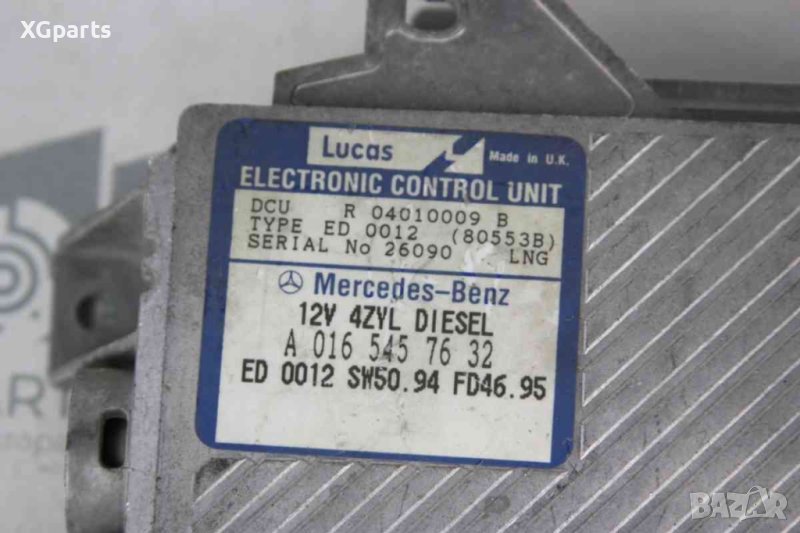 XGparts
Lucas
Made in U.K.
ELECTRONIC CONTROL UNIT
DCU R 04010009 B
TYPE ED 0012 (80553B)
SERIAL No 26090 LNG
Mercedes-Benz
12V 4ZYL DIESEL
A 016 545 76 32
ED 0012 SW50.94 FD46.95
BAZAR